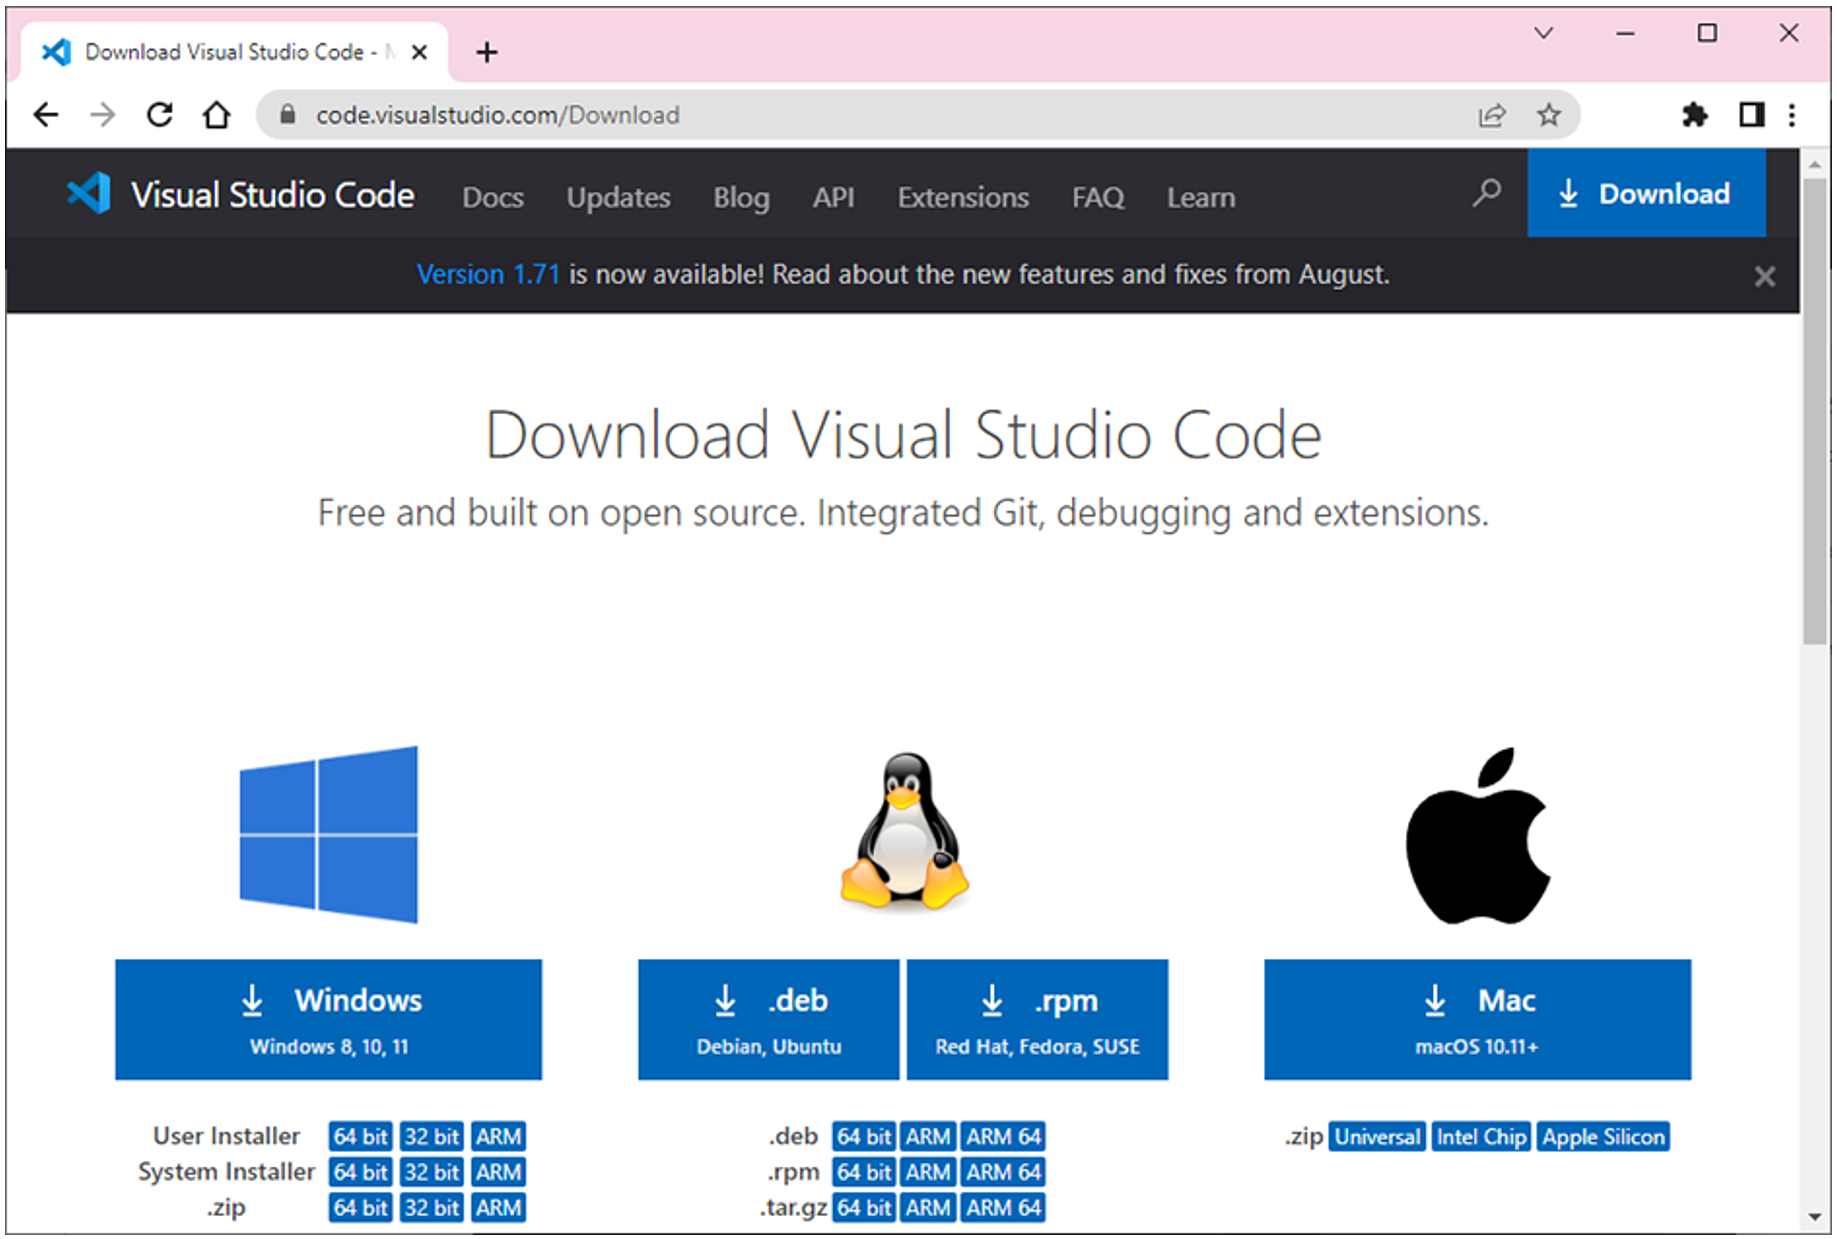 Download Visual Studio Code -
code.visualstudio.com/Download
Visual Studio Code Docs Updates Blog API Extensions FAQ Learn Download
Version 1.71 is now available! Read about the new features and fixes from August.
Download Visual Studio Code
Free and built on open source. Integrated Git, debugging and extensions.
Windows
Windows 8, 10, 11
User Installer 64 bit 32 bit ARM
System Installer 64 bit 32 bit ARM
.zip 64 bit 32 bit ARM
.deb
Debian, Ubuntu
.rpm
Red Hat, Fedora, SUSE
.deb 64 bit ARM ARM 64
.rpm 64 bit ARM ARM 64
.tar.gz 64 bit ARM ARM 64
Mac
macOS 10.11+
.zip Universal Intel Chip Apple Silicon